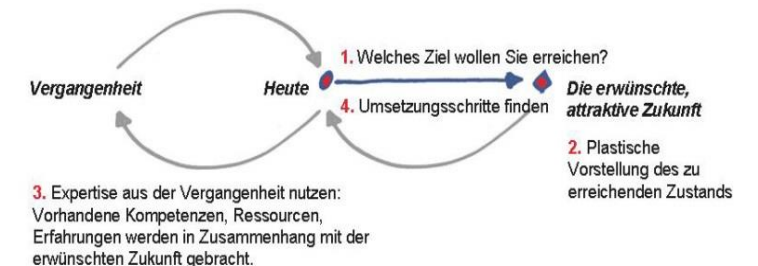 1. Welches Ziel wollen Sie erreichen?
Vergangenheit
Heute
Die erwünschte,
attraktive Zukunft
4. Umsetzungsschritte finden
2. Plastische
Vorstellung des zu
erreichenden Zustands
3. Expertise aus der Vergangenheit nutzen:
Vorhandene Kompetenzen, Ressourcen,
Erfahrungen werden in Zusammenhang mit der
erwünschten Zukunft gebracht.